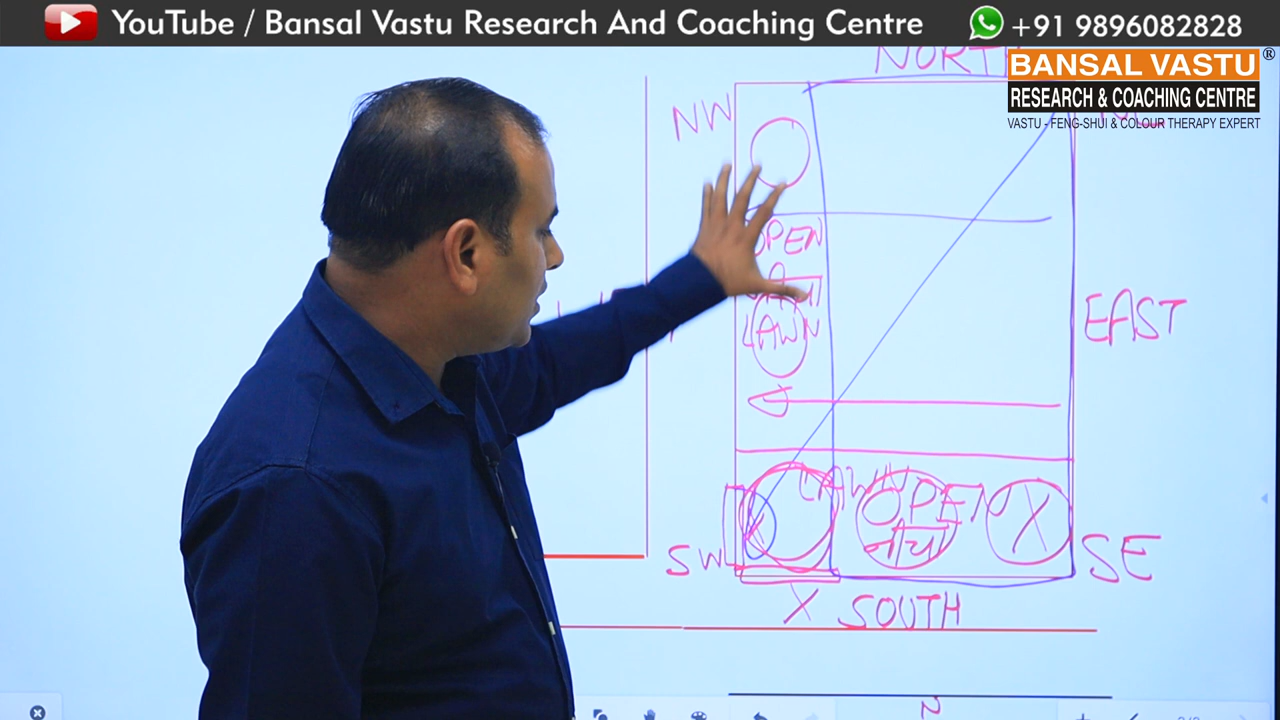 YouTube / Bansal Vastu Research And Coaching Centre
+91 9896082828
BANSAL VASTU®
RESEARCH & COACHING CENTRE
VASTU - FENG-SHUI & COLOUR THERAPY EXPERT
NORTH
NW
OPEN
LAWN
EAST
LAWN
OPEN
नीचा
X
X
SW
SE
X SOUTH
N